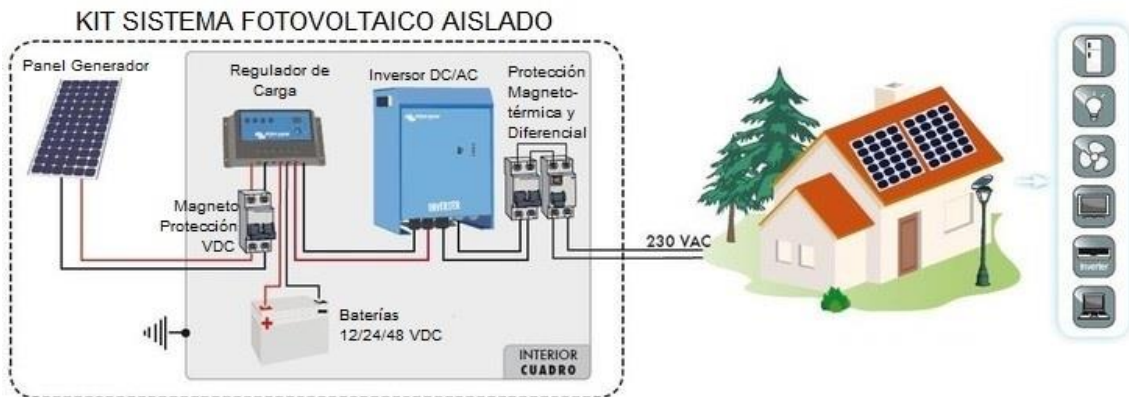 KIT SISTEMA FOTOVOLTAICO AISLADO
Panel Generador
Regulador de
Carga
Inversor DC/AC
Protección
Magneto-
térmica y
Diferencial
INVERTER
Magneto
Protección
VDC
230 VAC
Baterías
12/24/48 VDC
INTERIOR
CUADRO
Inverter